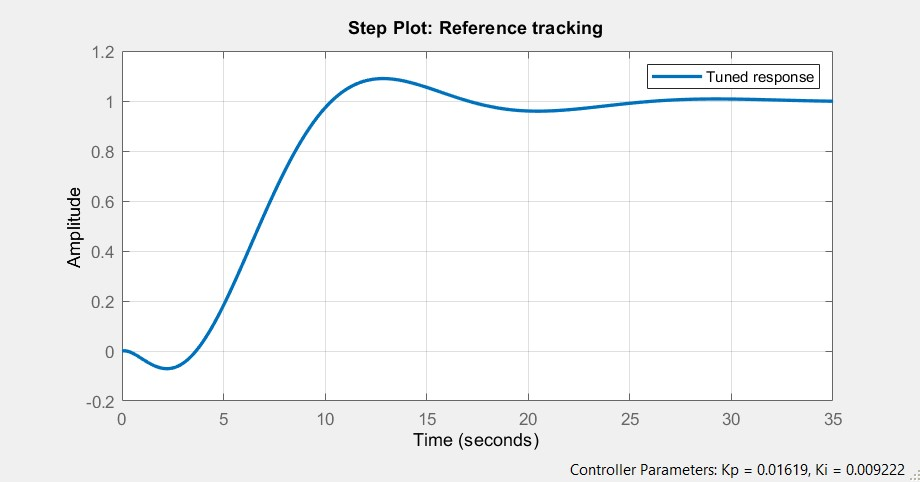 Step Plot: Reference tracking
Tuned response
1.2
1
0.8
0.6
0.4
0.2
0
-0.2
Amplitude
0 5 10 15 20 25 30 35
Time (seconds)
Controller Parameters: Kp = 0.01619, Ki = 0.009222